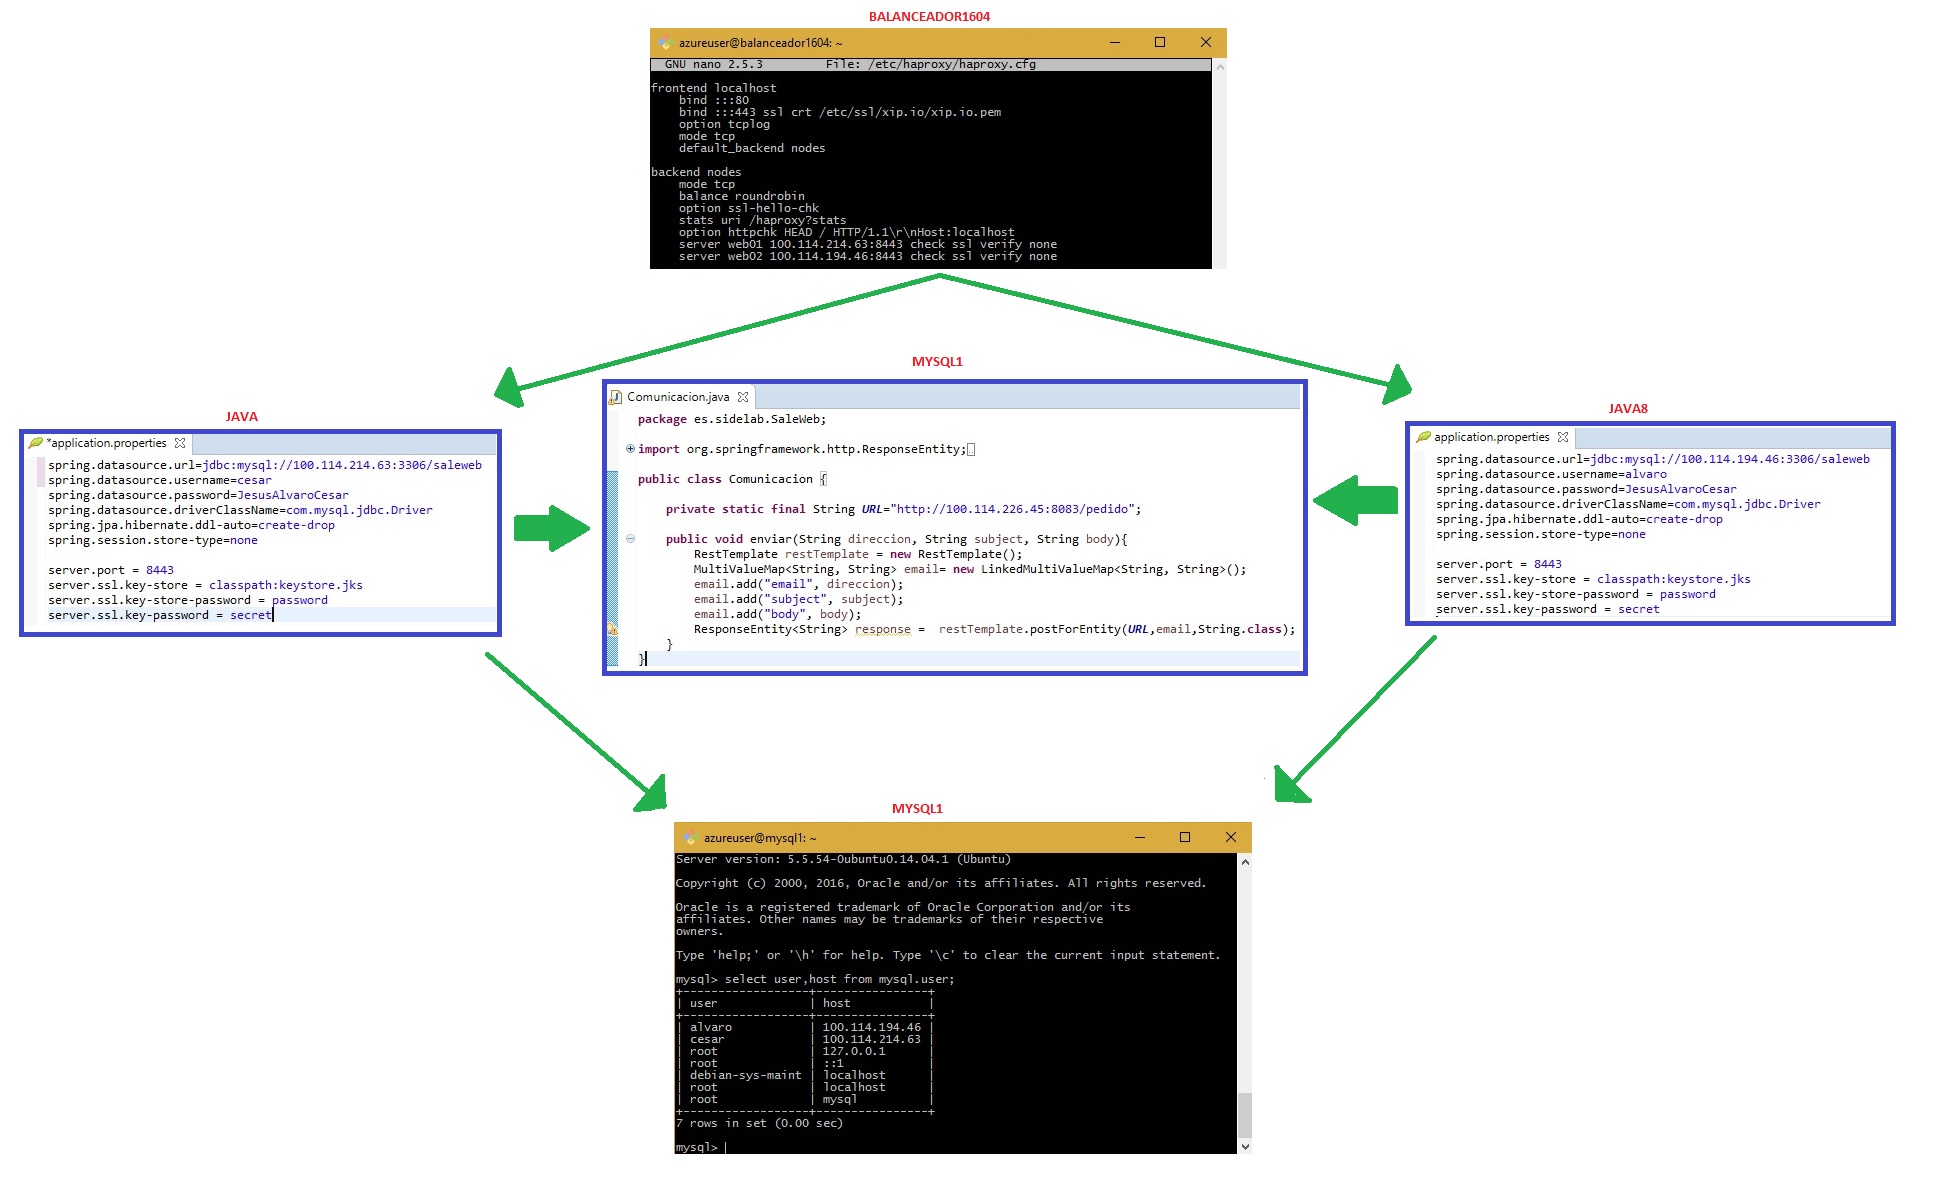 BALANCEADOR1604
azureuser@balanceador1604: ~
GNU nano 2.5.3 File: /etc/haproxy/haproxy.cfg
frontend localhost
bind :::80
bind :::443 ssl crt /etc/ssl/xip.io/xip.io.pem
option tcplog
mode tcp
default_backend nodes
backend nodes
mode tcp
balance roundrobin
option ssl-hello-chk
stats uri /haproxy?stats
option httpchk HEAD / HTTP/1.1\r\nHost:localhost
server web01 100.114.214.63:8443 check ssl verify none
server web02 100.114.194.46:8443 check ssl verify none
JAVA
*application.properties
spring.datasource.url=jdbc:mysql://100.114.214.63:3306/saleweb
spring.datasource.username=cesar
spring.datasource.password=JesusAlvaroCesar
spring.datasource.driverClassName=com.mysql.jdbc.Driver
spring.jpa.hibernate.ddl-auto=create-drop
spring.session.store-type=none
server.port = 8443
server.ssl.key-store = classpath:keystore.jks
server.ssl.key-store-password = password
server.ssl.key-password = secret
MYSQL1
Comunicacion.java
package es.sidelab.SaleWeb;
import org.springframework.http.ResponseEntity;
public class Comunicacion {
private static final String URL="http://100.114.226.45:8083/pedido";
public void enviar(String direccion, String subject, String body){
RestTemplate restTemplate = new RestTemplate();
MultiValueMap<String, String> email= new LinkedMultiValueMap<String, String>();
email.add("email", direccion);
email.add("subject", subject);
email.add("body", body);
ResponseEntity<String> response =  restTemplate.postForEntity(URL,email,String.class);
}
}
JAVA8
application.properties
spring.datasource.url=jdbc:mysql://100.114.194.46:3306/saleweb
spring.datasource.username=alvaro
spring.datasource.password=JesusAlvaroCesar
spring.datasource.driverClassName=com.mysql.jdbc.Driver
spring.jpa.hibernate.ddl-auto=create-drop
spring.session.store-type=none
server.port = 8443
server.ssl.key-store = classpath:keystore.jks
server.ssl.key-store-password = password
server.ssl.key-password = secret
MYSQL1
azureuser@mysql1: ~
Server version: 5.5.54-0ubuntu0.14.04.1 (Ubuntu)
Copyright (c) 2000, 2016, Oracle and/or its affiliates. All rights reserved.
Oracle is a registered trademark of Oracle Corporation and/or its
affiliates. Other names may be trademarks of their respective
owners.
Type 'help;' or '\h' for help. Type '\c' to clear the current input statement.
mysql> select user,host from mysql.user;
+------------------+----------------+
| user             | host           |
+------------------+----------------+
| alvaro           | 100.114.194.46 |
| cesar            | 100.114.214.63 |
| root             | 127.0.0.1      |
| root             | ::1            |
| debian-sys-maint | localhost      |
| root             | localhost      |
| root             | mysql          |
+------------------+----------------+
7 rows in set (0.00 sec)
mysql>